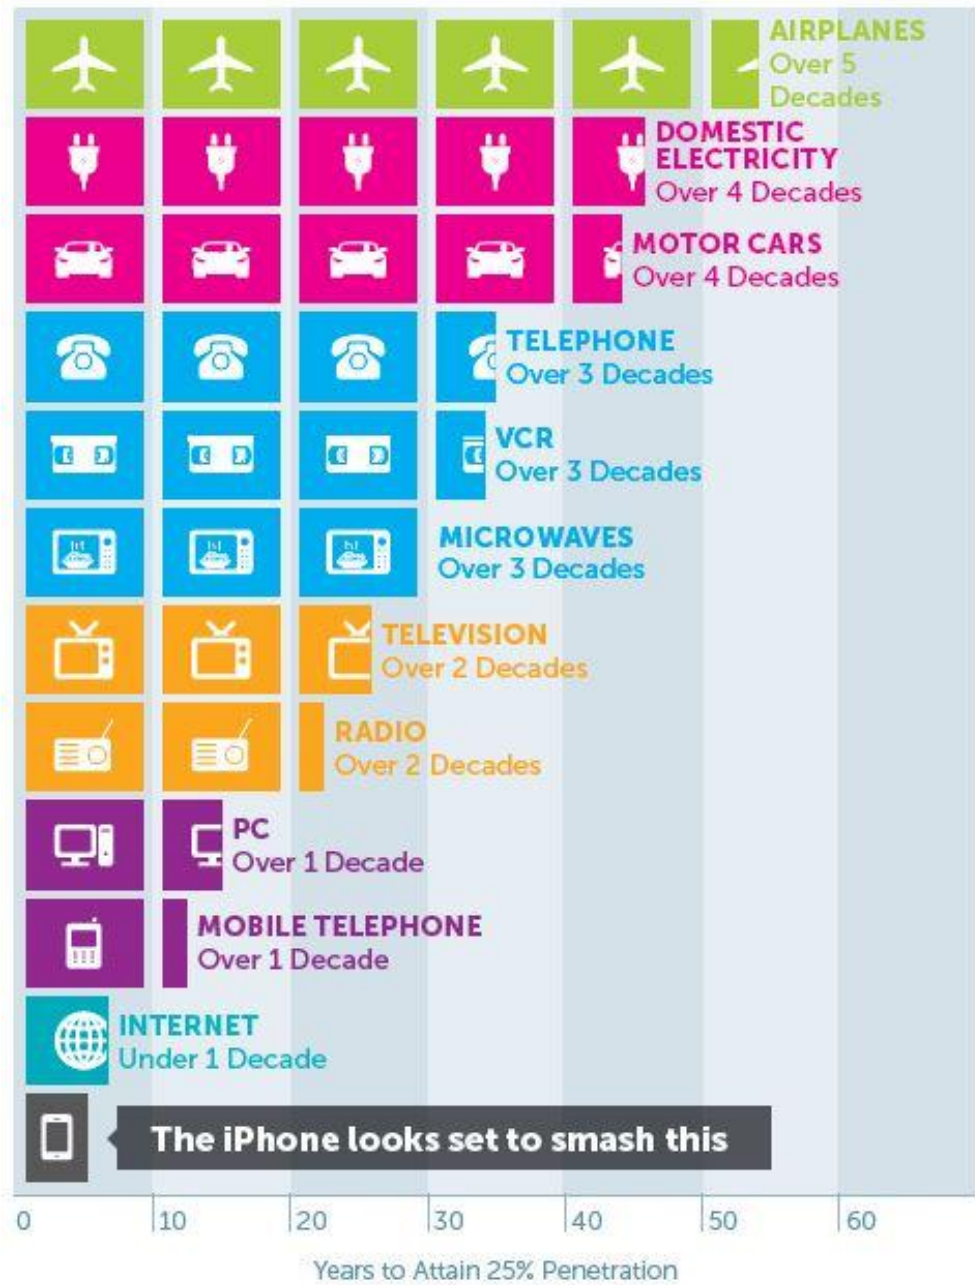 AIRPLANES
Over 5
Decades
DOMESTIC
ELECTRICITY
Over 4 Decades
MOTOR CARS
Over 4 Decades
TELEPHONE
Over 3 Decades
VCR
Over 3 Decades
MICROWAVES
Over 3 Decades
TELEVISION
Over 2 Decades
RADIO
Over 2 Decades
PC
Over 1 Decade
MOBILE TELEPHONE
Over 1 Decade
INTERNET
Under 1 Decade
The iPhone looks set to smash this
0 10 20 30 40 50 60
Years to Attain 25% Penetration